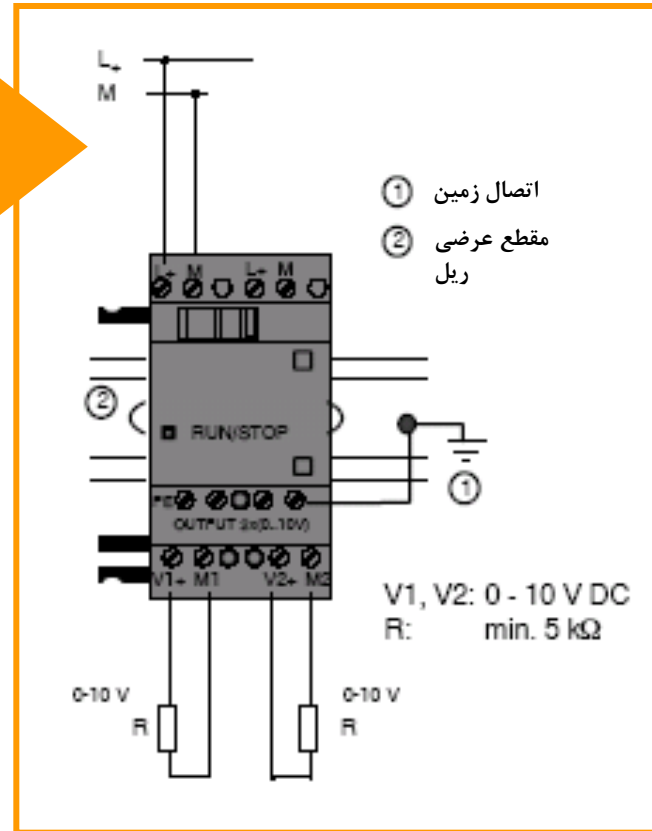 L+
M
① اتصال زمین
② مقطع عرضی
ریل
L+ M L+ M
②
RUN/STOP
①
PE
OUTPUT 2x(0..10V)
V1+ M1 V2+ M2
V1, V2: 0 - 10 V DC
R: min. 5 kΩ
0-10 V
R
0-10 V
R